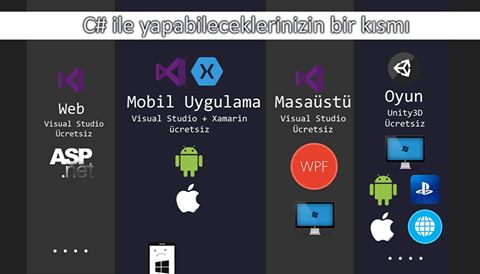 C# ile yapabileceklerinizin bir kısmı
Web
Visual Studio
Ücretsiz
ASP
.net
....
Mobil Uygulama
Visual Studio + Xamarin
ücretsiz
Masaüstü
Visual Studio
Ücretsiz
WPF
Oyun
Unity3D
Ücretsiz
....